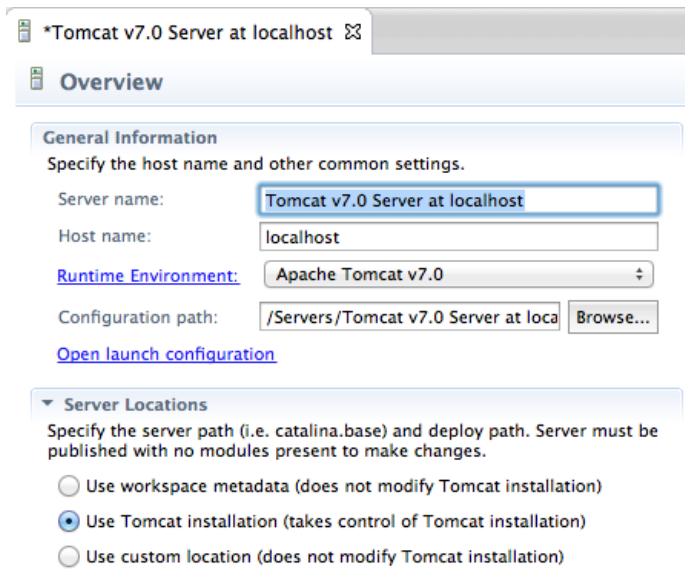 *Tomcat v7.0 Server at localhost
Overview
General Information
Specify the host name and other common settings.
Server name: Tomcat v7.0 Server at localhost
Host name: localhost
Runtime Environment: Apache Tomcat v7.0
Configuration path: /Servers/Tomcat v7.0 Server at loca Browse...
Open launch configuration
Server Locations
Specify the server path (i.e. catalina.base) and deploy path. Server must be
published with no modules present to make changes.
Use workspace metadata (does not modify Tomcat installation)
Use Tomcat installation (takes control of Tomcat installation)
Use custom location (does not modify Tomcat installation)